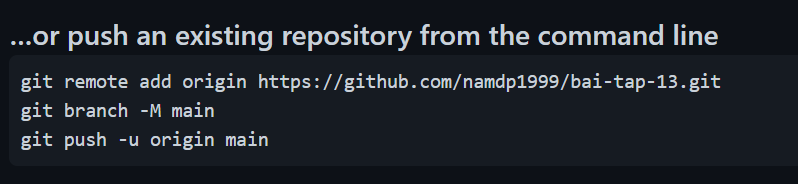 ...or push an existing repository from the command line
git remote add origin https://github.com/namdp1999/bai-tap-13.git
git branch -M main
git push -u origin main